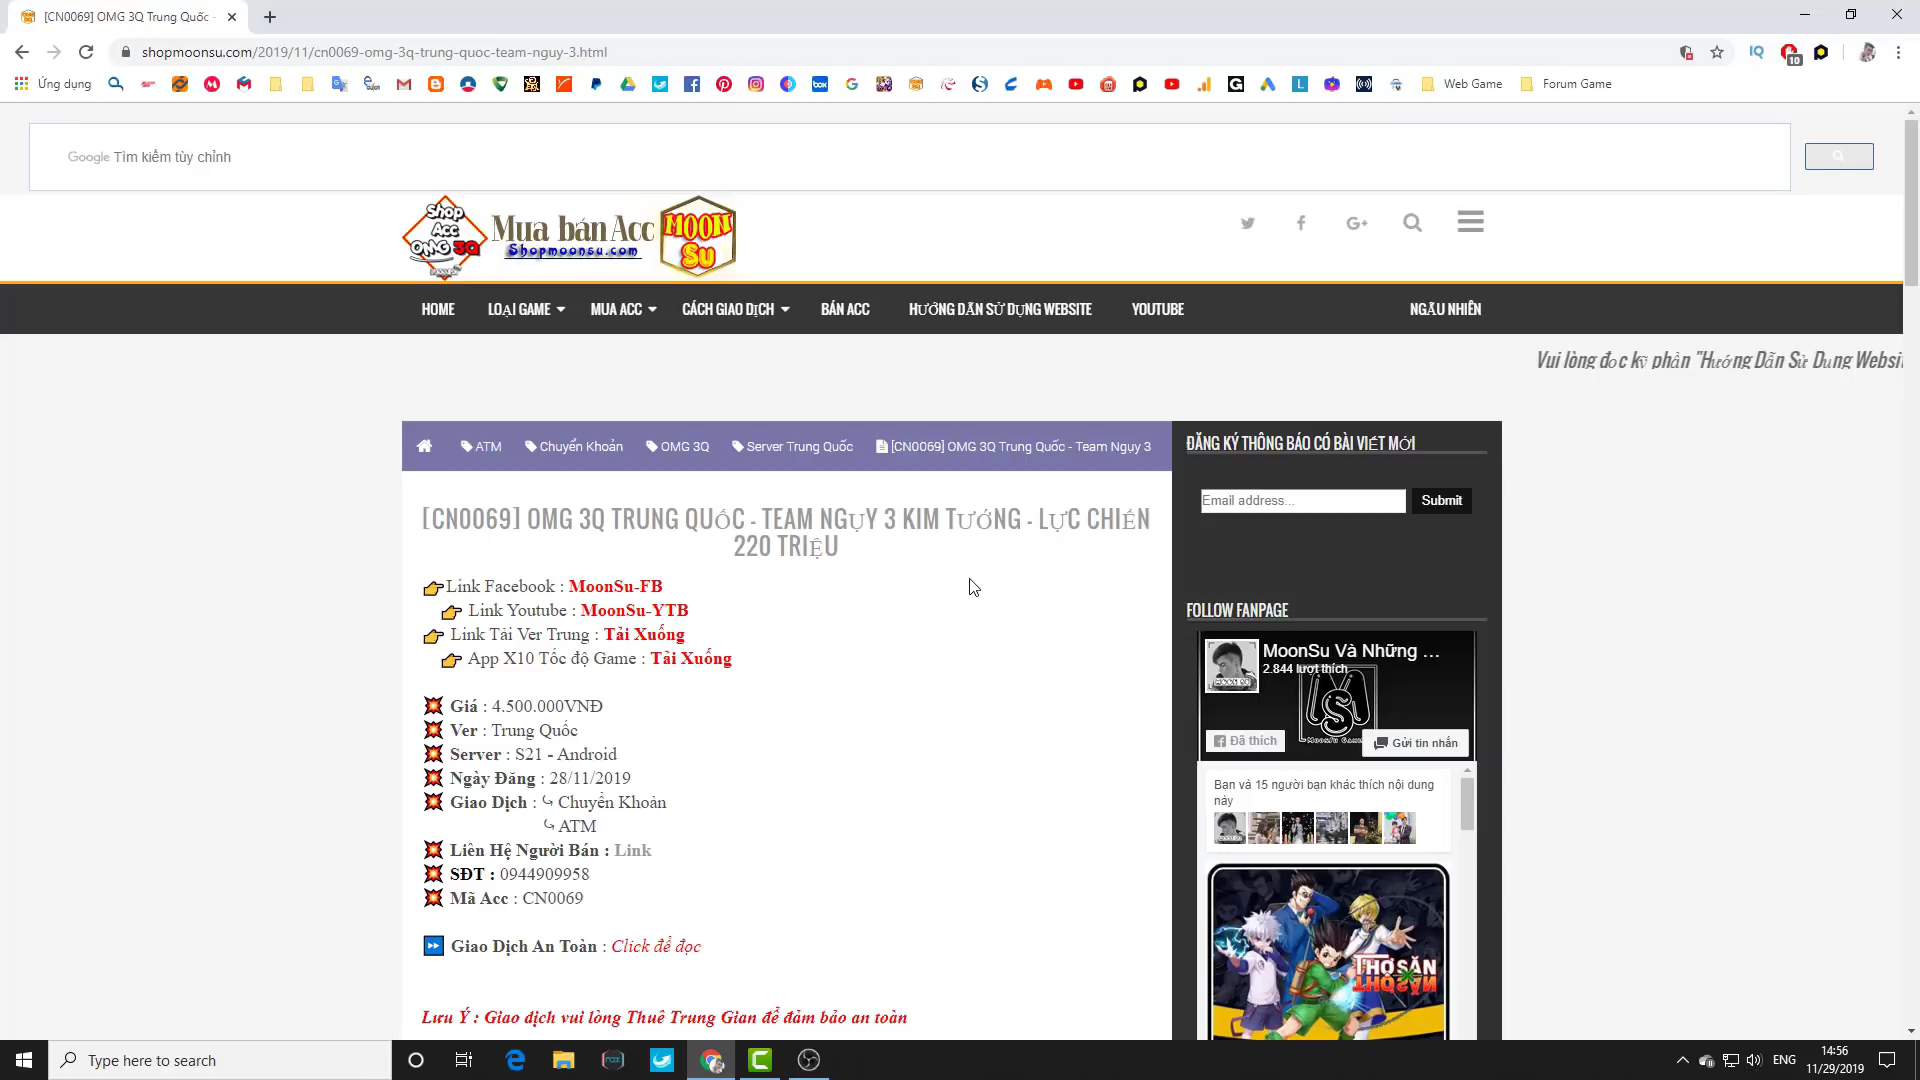 [CN0069] OMG 3Q Trung Quốc -
shopmoonsu.com/2019/11/cn0069-omg-3q-trung-quoc-team-nguy-3.html
10
Ứng dụng
Web Game
Forum Game
Google Tìm kiếm tùy chỉnh
Shop Acc OMG 3Q
Mua bán Acc
Shopmoonsu.com
MOON Su
HOME LOẠI GAME MUA ACC CÁCH GIAO DỊCH BÁN ACC HƯỚNG DẪN SỬ DỤNG WEBSITE YOUTUBE NGẪU NHIÊN
Vui lòng đọc kỹ phần "Hướng Dẫn Sử Dụng Websi
ATM Chuyển Khoản OMG 3Q Server Trung Quốc [CN0069] OMG 3Q Trung Quốc - Team Ngụy 3
[CN0069] OMG 3Q TRUNG QUỐC - TEAM NGỤY 3 KIM TƯỚNG - LỰC CHIẾN
220 TRIỆU
Link Facebook : MoonSu-FB
Link Youtube : MoonSu-YTB
Link Tải Ver Trung : Tải Xuống
App X10 Tốc độ Game : Tải Xuống
Giá : 4.500.000VNĐ
Ver : Trung Quốc
Server : S21 - Android
Ngày Đăng : 28/11/2019
Giao Dịch : ⤷ Chuyển Khoản
⤷ ATM
Liên Hệ Người Bán : Link
SĐT : 0944909958
Mã Acc : CN0069
Giao Dịch An Toàn : Click để đọc
Lưu Ý : Giao dịch vui lòng Thuê Trung Gian để đảm bảo an toàn
ĐĂNG KÝ THÔNG BÁO CÓ BÀI VIẾT MỚI
Email address...
Submit
FOLLOW FANPAGE
MoonSu Và Những ...
2.844 lượt thích
MOON SU
Đã thích
Gửi tin nhắn
Bạn và 15 người bạn khác thích nội dung
này
THỢ SĂN
Type here to search
ENG
14:56
11/29/2019